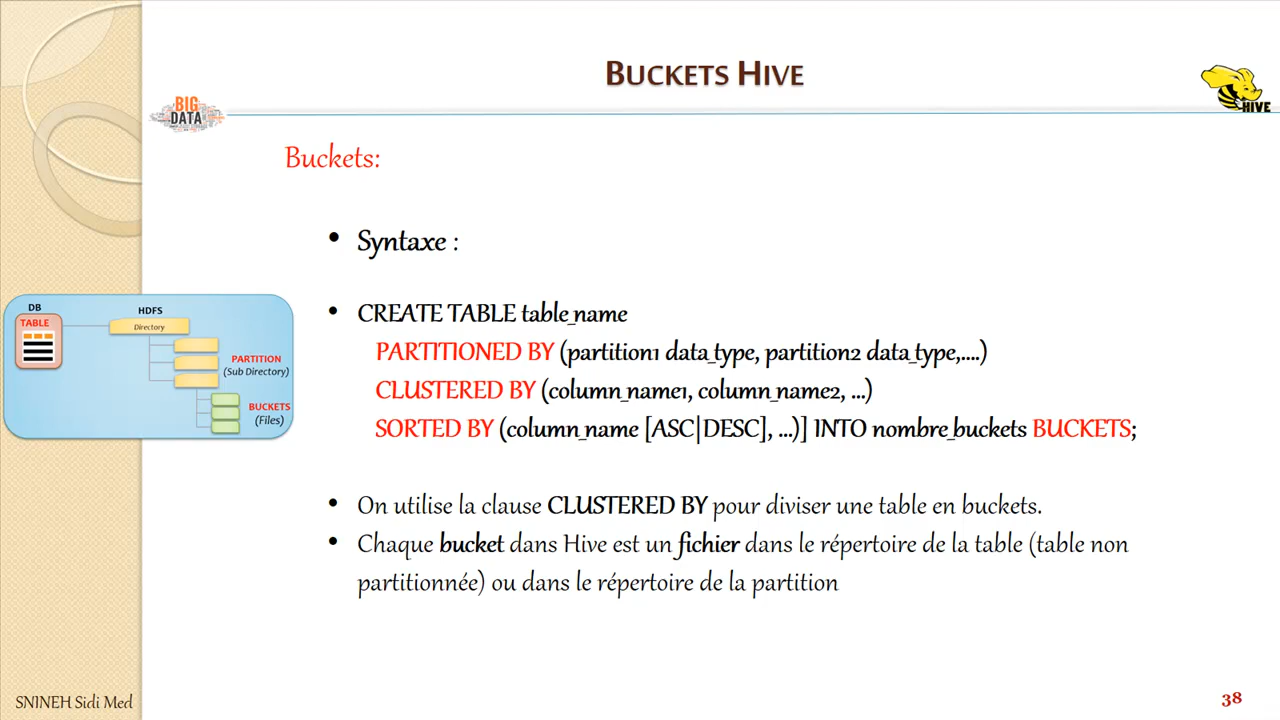 BUCKETS HIVE
BIG
DATA
HIVE
Buckets:
• Syntaxe :
• CREATE TABLE table_name
PARTITIONED BY (partition1 data_type, partition2 data_type,....)
CLUSTERED BY (column_name1, column_name2, ...)
SORTED BY (column_name [ASC|DESC], ...)] INTO nombre_buckets BUCKETS;
DB
TABLE
HDFS
Directory
PARTITION
(Sub Directory)
BUCKETS
(Files)
• On utilise la clause CLUSTERED BY pour diviser une table en buckets.
• Chaque bucket dans Hive est un fichier dans le répertoire de la table (table non
partitionnée) ou dans le répertoire de la partition
SNINEH Sidi Med
38